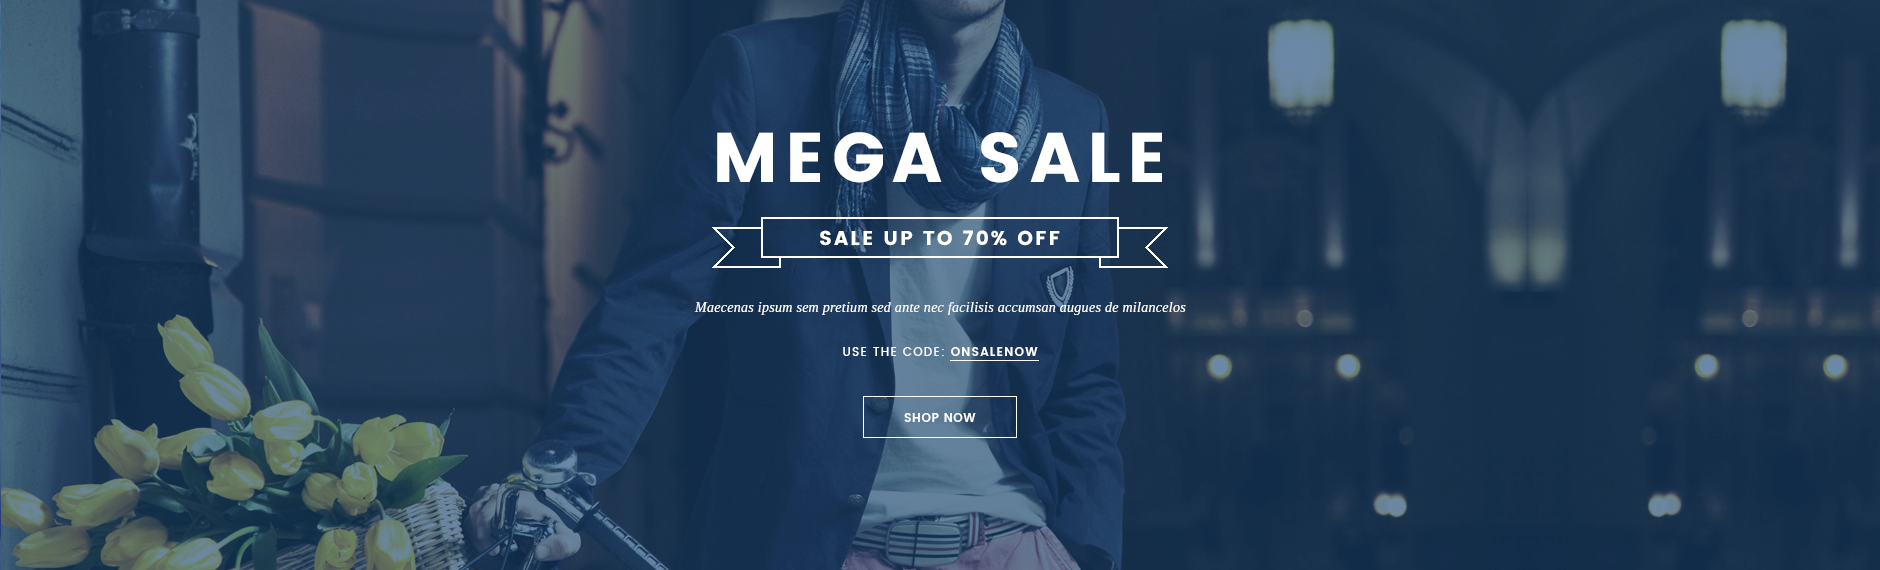 MEGA SALE
SALE UP TO 70% OFF
Maecenas ipsum sem pretium sed ante nec facilisis accumsan augues de milancelos
USE THE CODE: ONSALENOW
SHOP NOW